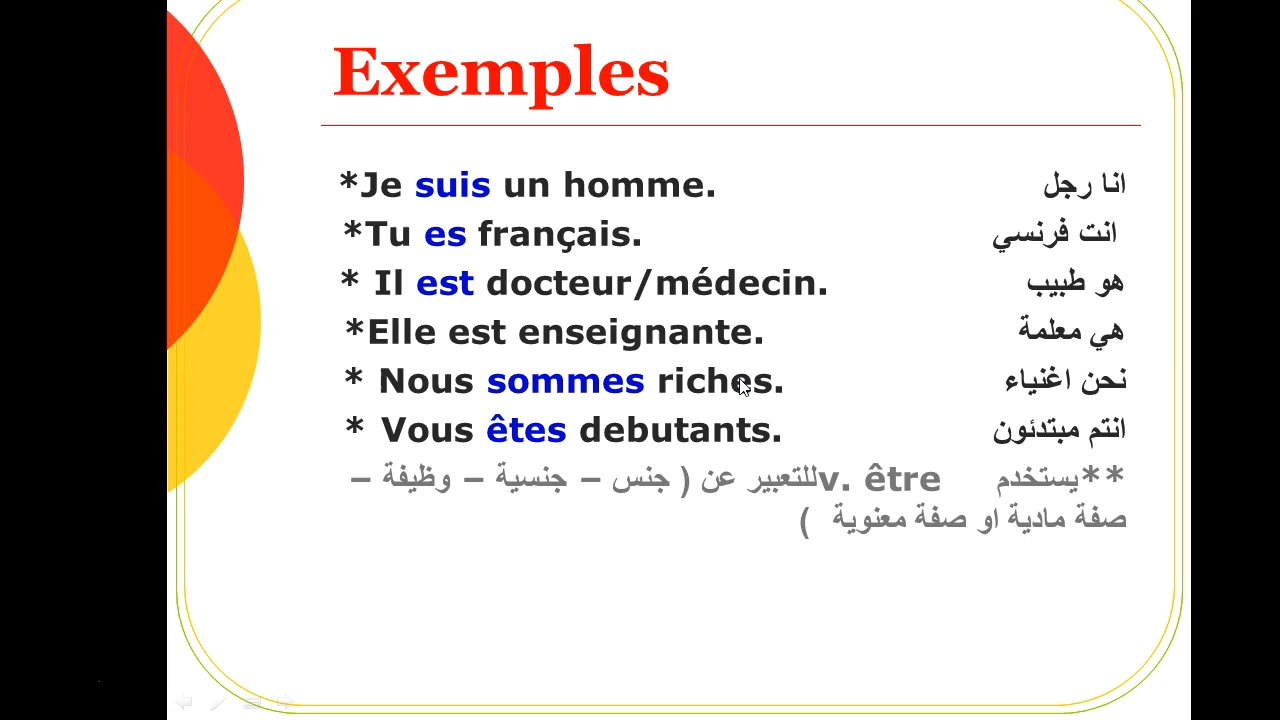 Exemples
*Je suis un homme. انا رجل
*Tu es français. انت فرنسي
* Il est docteur/médecin. هو طبيب
*Elle est enseignante. هي معلمة
* Nous sommes riches. نحن اغنياء
* Vous êtes debutants. انتم مبتدئون
**يستخدم v. être للتعبير عن ( جنس – جنسية – وظيفة –
صفة مادية او صفة معنوية )